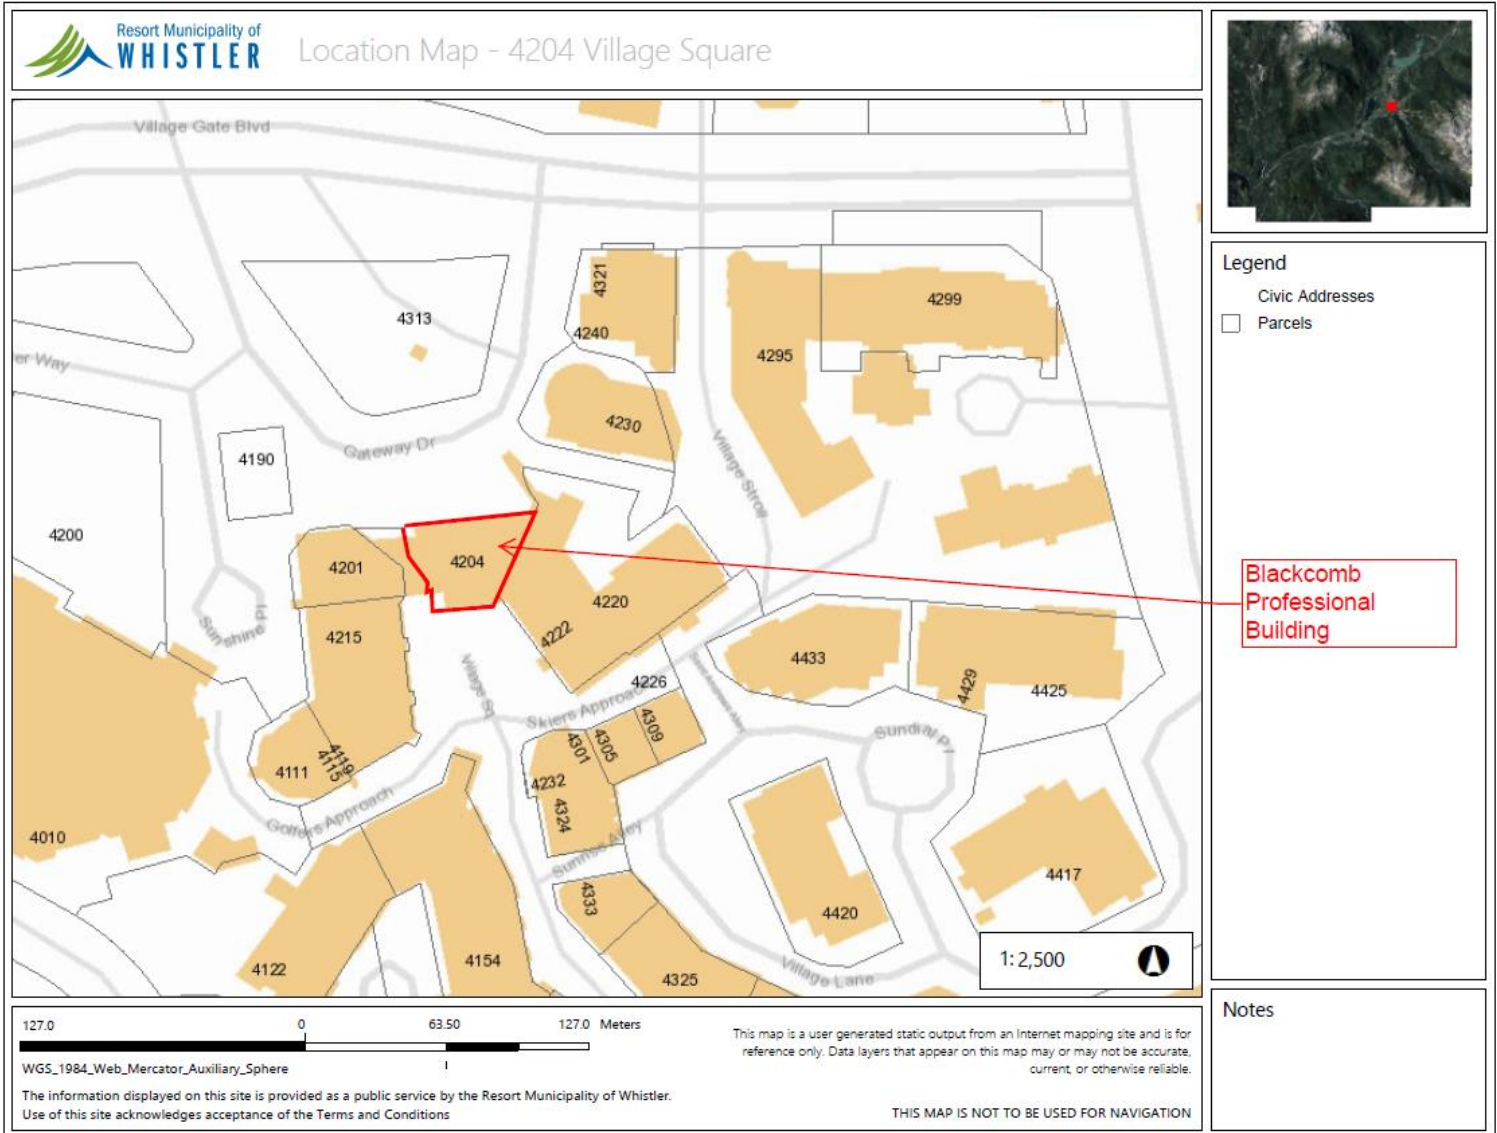 Resort Municipality of
WHISTLER
Location Map - 4204 Village Square
Village Gate Blvd
4321
4299
4313
4240
4295
er Way
4230
Gateway Dr
4190
Village Stroll
4200
4204
4201
Blackcomb
Professional
Building
4220
Sunshine Pl
4215
4222
4433
Village Sq
4226
4429
4425
Skiers Approach
4309
4301
4305
Sundial Pl
4111
4115
4119
4232
4324
Golfers Approach
4010
Sunrise Alley
4417
4333
4420
4122
4154
4325
Village Lane
1: 2,500
Legend
Civic Addresses
Parcels
Notes
127.0
0
63.50
127.0 Meters
WGS_1984_Web_Mercator_Auxiliary_Sphere
The information displayed on this site is provided as a public service by the Resort Municipality of Whistler.
Use of this site acknowledges acceptance of the Terms and Conditions
This map is a user generated static output from an Internet mapping site and is for
reference only. Data layers that appear on this map may or may not be accurate,
current, or otherwise reliable.
THIS MAP IS NOT TO BE USED FOR NAVIGATION